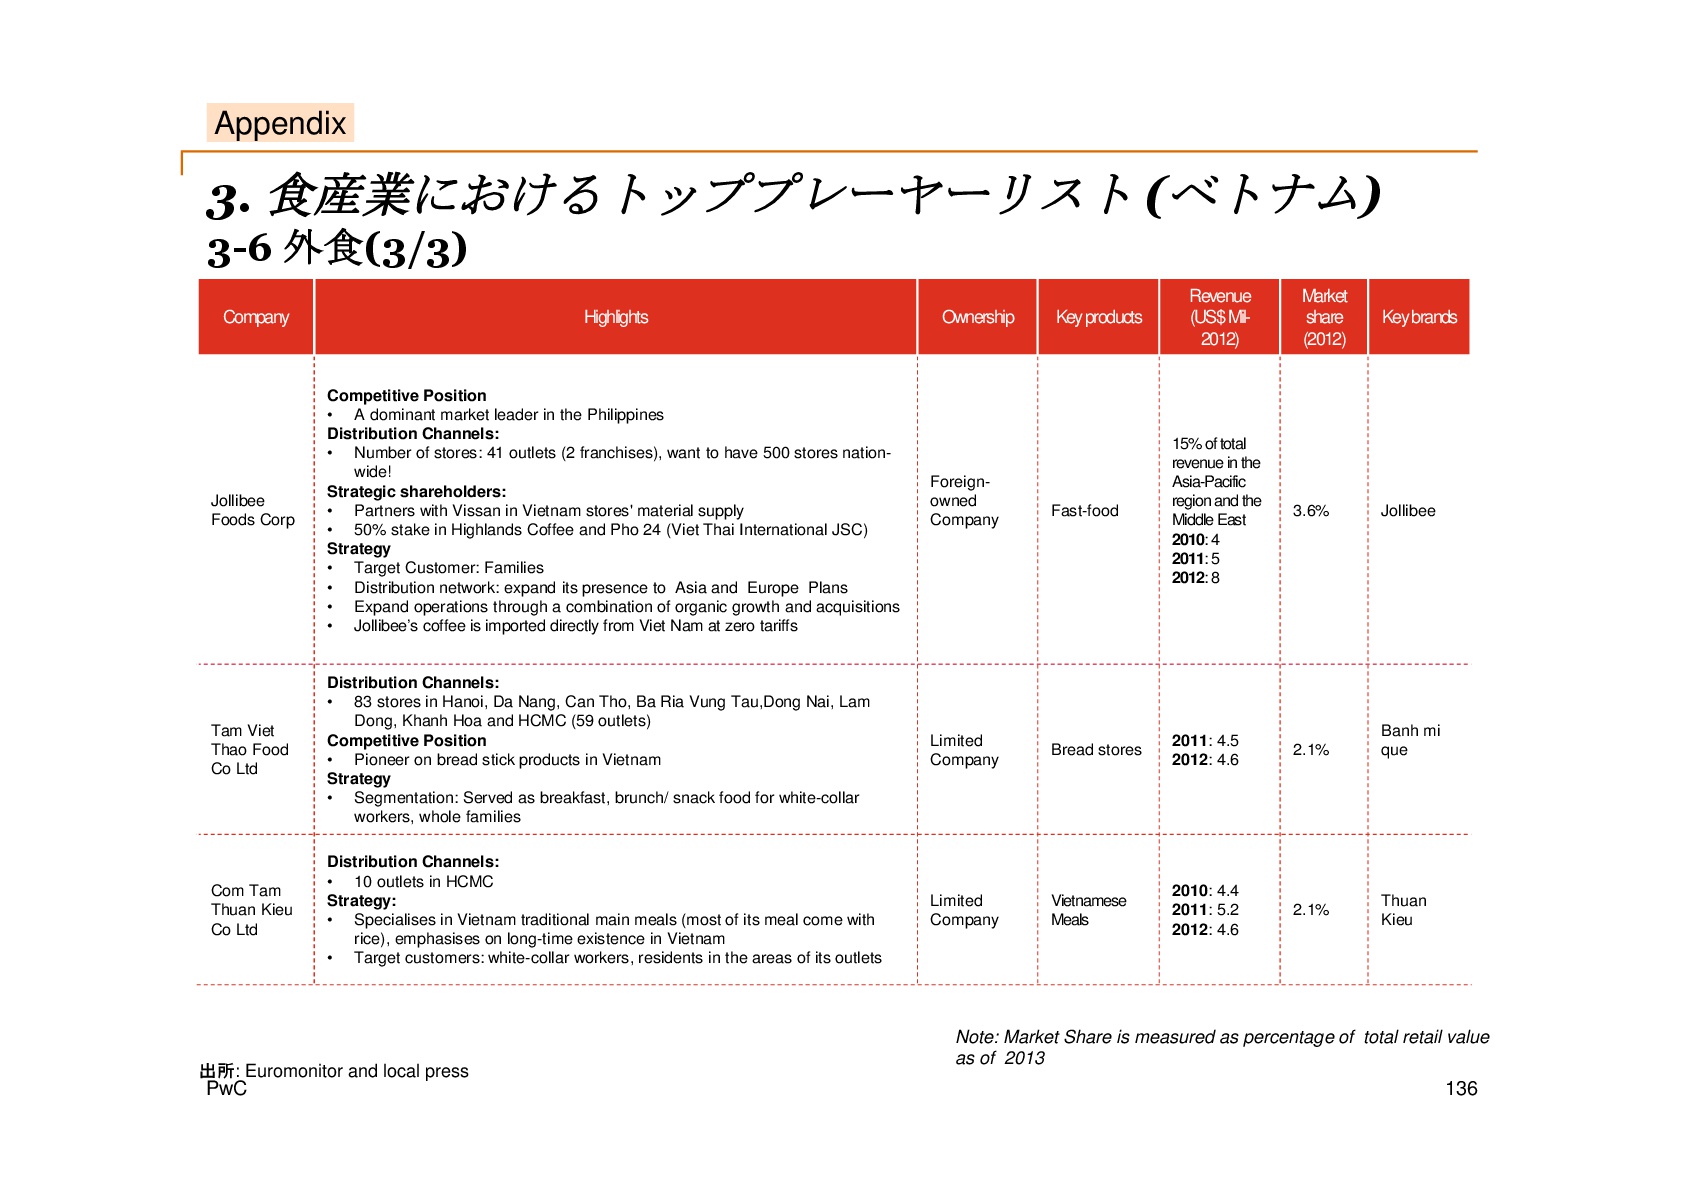 Appendix
3. 食産業におけるトッププレーヤーリスト(ベトナム)
3-6 外食(3/3)
Company
Highlights
Ownership
Key products
Revenue
(US$ Mil-
2012)
Market
share
(2012)
Key brands
Jollibee
Foods Corp
Competitive Position
• A dominant market leader in the Philippines
Distribution Channels:
• Number of stores: 41 outlets (2 franchises), want to have 500 stores nation-
wide!
Strategic shareholders:
• Partners with Vissan in Vietnam stores' material supply
• 50% stake in Highlands Coffee and Pho 24 (Viet Thai International JSC)
Strategy
• Target Customer: Families
• Distribution network: expand its presence to Asia and Europe Plans
• Expand operations through a combination of organic growth and acquisitions
• Jollibee’s coffee is imported directly from Viet Nam at zero tariffs
Foreign-
owned
Company
Fast-food
15% of total
revenue in the
Asia-Pacific
region and the
Middle East
2010: 4
2011: 5
2012: 8
3.6%
Jollibee
Tam Viet
Thao Food
Co Ltd
Distribution Channels:
• 83 stores in Hanoi, Da Nang, Can Tho, Ba Ria Vung Tau,Dong Nai, Lam
Dong, Khanh Hoa and HCMC (59 outlets)
Competitive Position
• Pioneer on bread stick products in Vietnam
Strategy
• Segmentation: Served as breakfast, brunch/ snack food for white-collar
workers, whole families
Limited
Company
Bread stores
2011: 4.5
2012: 4.6
2.1%
Banh mi
que
Com Tam
Thuan Kieu
Co Ltd
Distribution Channels:
• 10 outlets in HCMC
Strategy:
• Specialises in Vietnam traditional main meals (most of its meal come with
rice), emphasises on long-time existence in Vietnam
• Target customers: white-collar workers, residents in the areas of its outlets
Limited
Company
Vietnamese
Meals
2010: 4.4
2011: 5.2
2012: 4.6
2.1%
Thuan
Kieu
Note: Market Share is measured as percentage of total retail value
as of 2013
出所: Euromonitor and local press
PwC
136